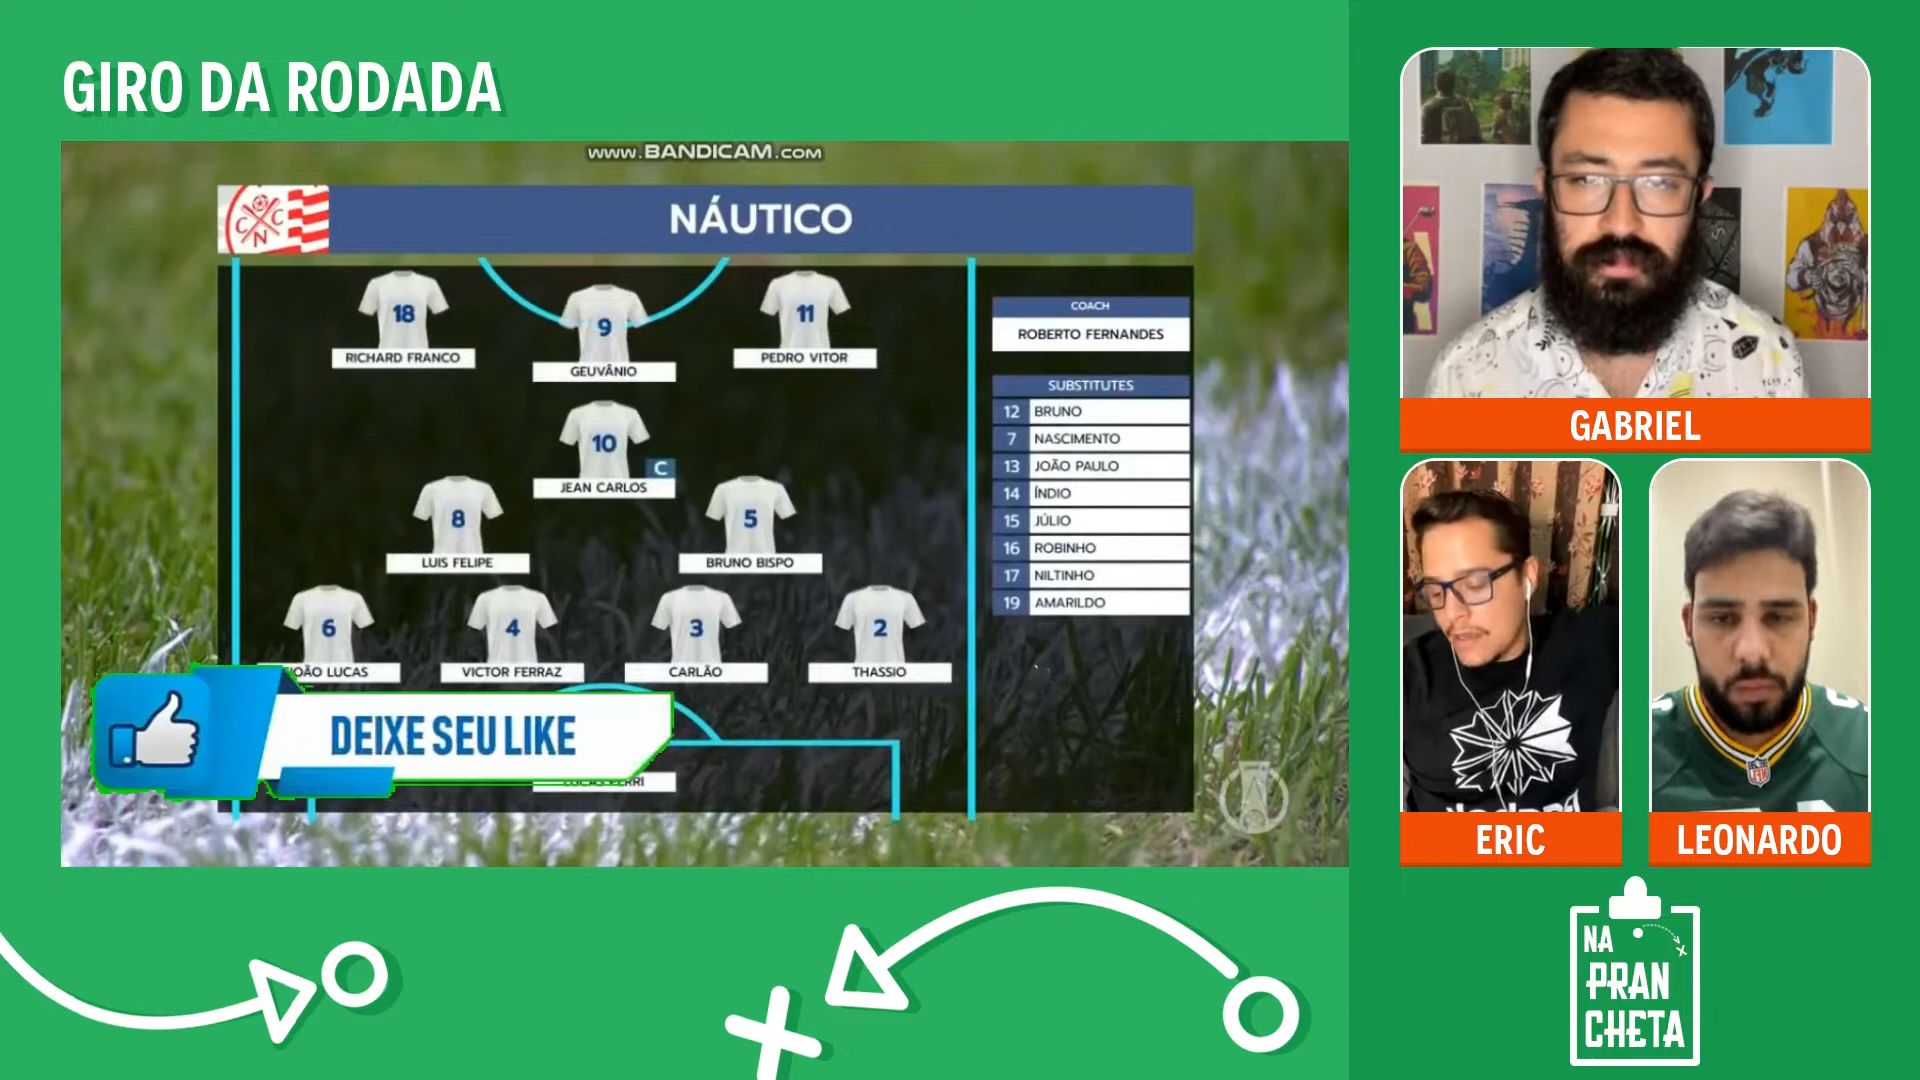 GIRO DA RODADA
www.BANDICAM.com
NÁUTICO
C C
N
18
RICHARD FRANCO
9
GEUVÂNIO
11
PEDRO VITOR
10
C
JEAN CARLOS
8
LUIS FELIPE
5
BRUNO BISPO
6
JOÃO LUCAS
4
VICTOR FERRAZ
3
CARLÃO
2
THASSIO
COACH
ROBERTO FERNANDES
SUBSTITUTES
12 BRUNO
7 NASCIMENTO
13 JOÃO PAULO
14 ÍNDIO
15 JÚLIO
16 ROBINHO
17 NILTINHO
19 AMARILDO
DEIXE SEU LIKE
GABRIEL
ERIC
LEONARDO
NFL
NA
PRAN
CHETA